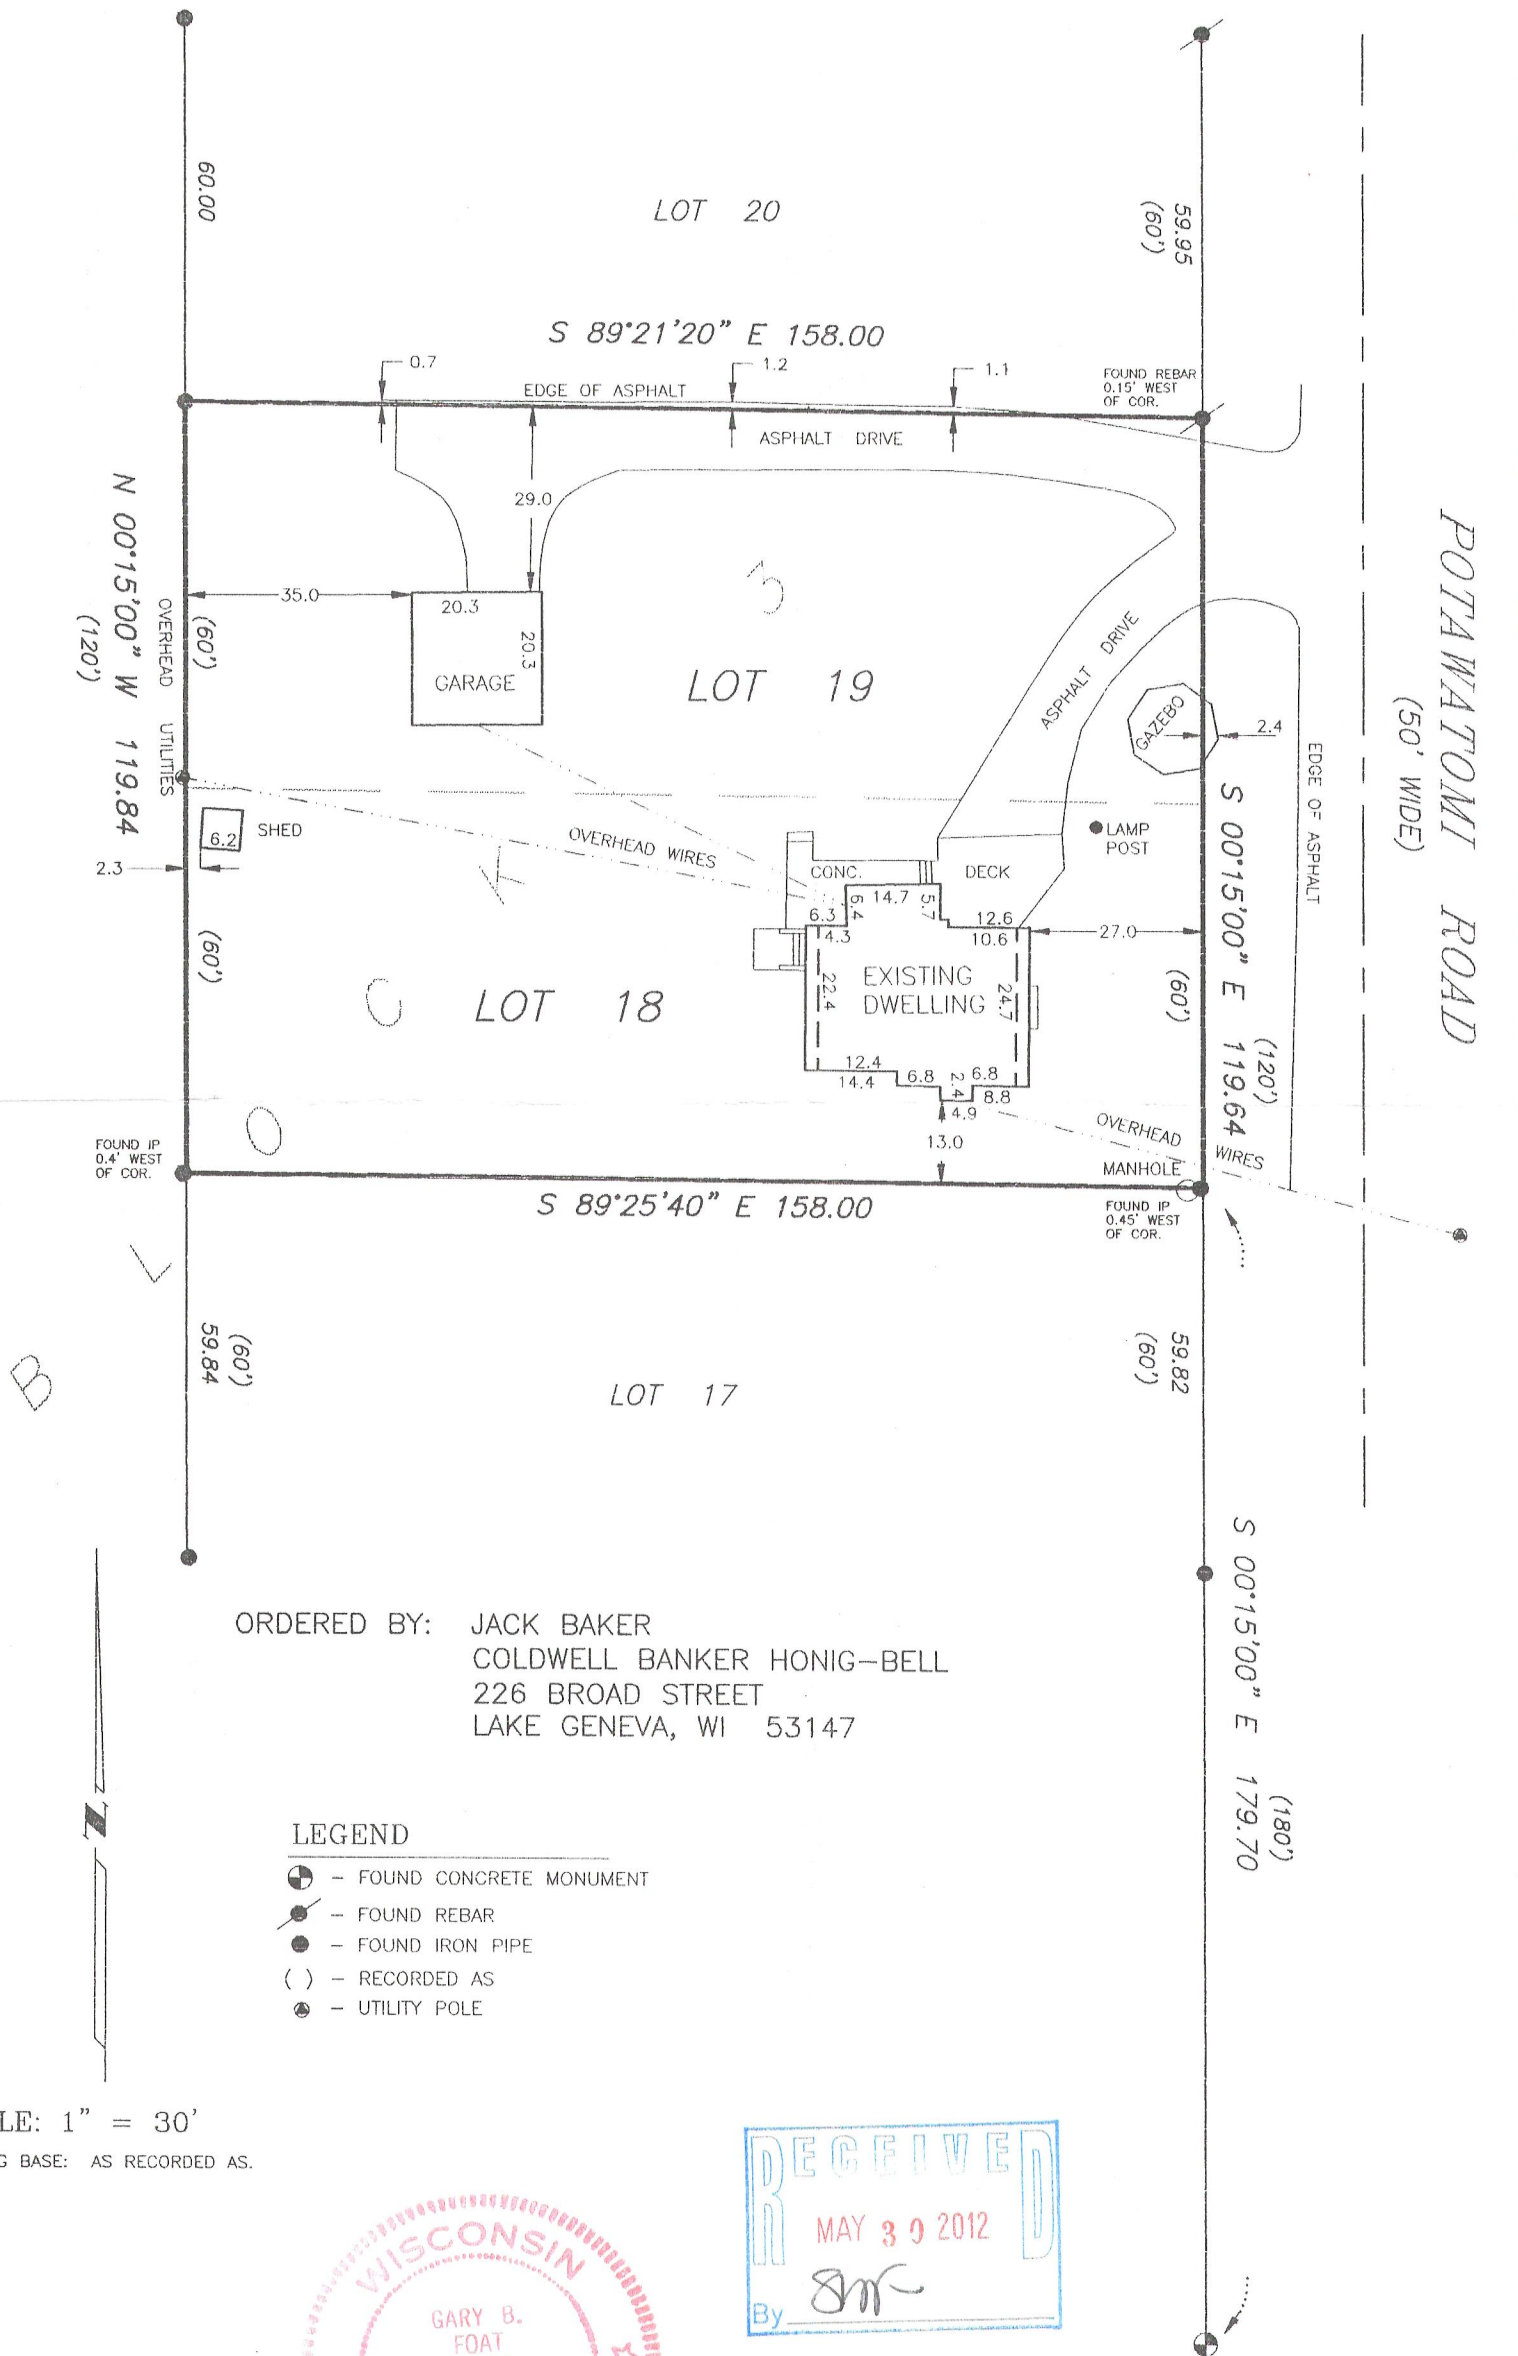 60.00
LOT 20
59.95
(60')
S 89°21'20" E 158.00
0.7
1.2
1.1
EDGE OF ASPHALT
FOUND REBAR
0.15' WEST
OF COR.
ASPHALT DRIVE
29.0
35.0
20.3
20.3
GARAGE
N 00°15'00" W 119.84
(120')
OVERHEAD UTILITIES
(60')
3
LOT 19
ASPHALT DRIVE
GAZEBO
2.4
POTAWATOMI ROAD
(50' WIDE)
EDGE OF ASPHALT
S 00°15'00" E 119.64
(120')
(60')
6.2
SHED
2.3
OVERHEAD WIRES
LAMP
POST
CONC.
DECK
14.7
5.7
6.4
6.3
4.3
12.6
10.6
27.0
EXISTING
DWELLING
22.4
24.7
12.4
14.4
6.8
2.4
6.8
8.8
4.9
13.0
(60')
LOT 18
BLOCK
OVERHEAD WIRES
MANHOLE
FOUND IP
0.4' WEST
OF COR.
S 89°25'40" E 158.00
FOUND IP
0.45' WEST
OF COR.
(60')
59.84
LOT 17
59.82
(60')
S 00°15'00" E 179.70
(180')
ORDERED BY: JACK BAKER
COLDWELL BANKER HONIG-BELL
226 BROAD STREET
LAKE GENEVA, WI 53147
N
LEGEND
- FOUND CONCRETE MONUMENT
- FOUND REBAR
- FOUND IRON PIPE
( ) - RECORDED AS
- UTILITY POLE
LE: 1" = 30'
G BASE: AS RECORDED AS.
RECEIVED
MAY 30 2012
By
WISCONSIN
GARY B.
FOAT